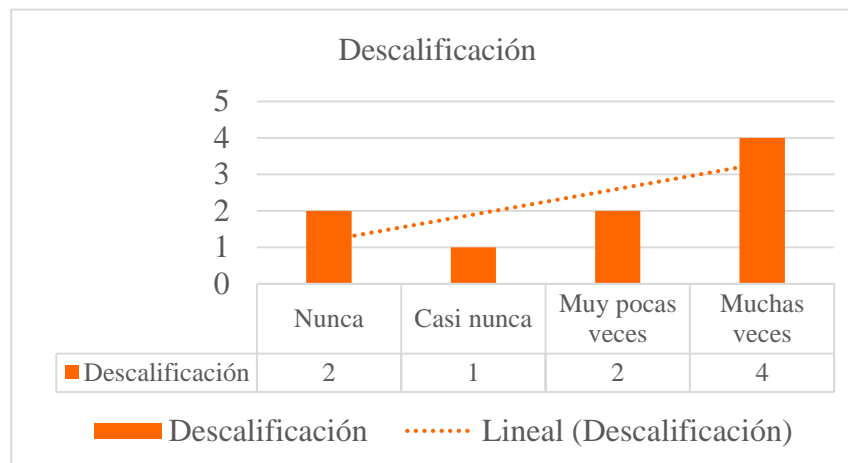 Descalificación
5
4
3
2
1
0
Nunca
Casi nunca
Muy pocas
veces
Muchas
veces
Descalificación 2 1 2 4
Descalificación Lineal (Descalificación)